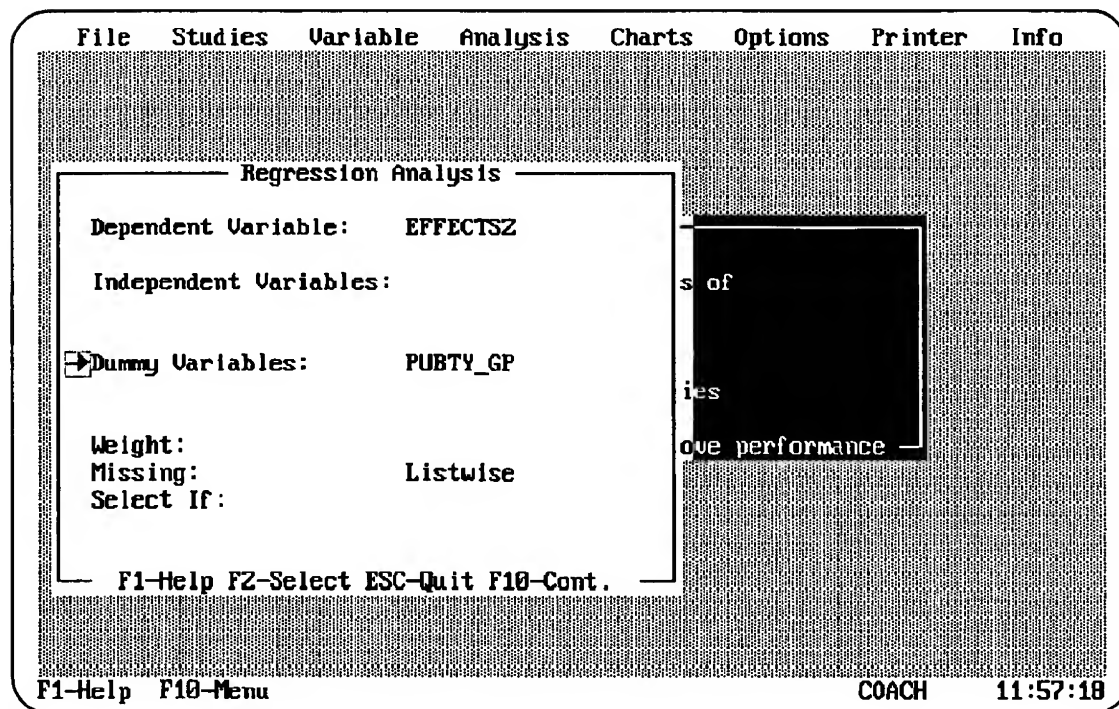 File Studies Variable Analysis Charts Options Printer Info
Regression Analysis
Dependent Variable: EFFECTSZ
Independent Variables:
s of
Dummy Variables: PUBTY_GP
ies
Weight:
ove performance
Missing: Listwise
Select If:
F1-Help F2-Select ESC-Quit F10-Cont.
F1-Help F10-Menu COACH 11:57:18